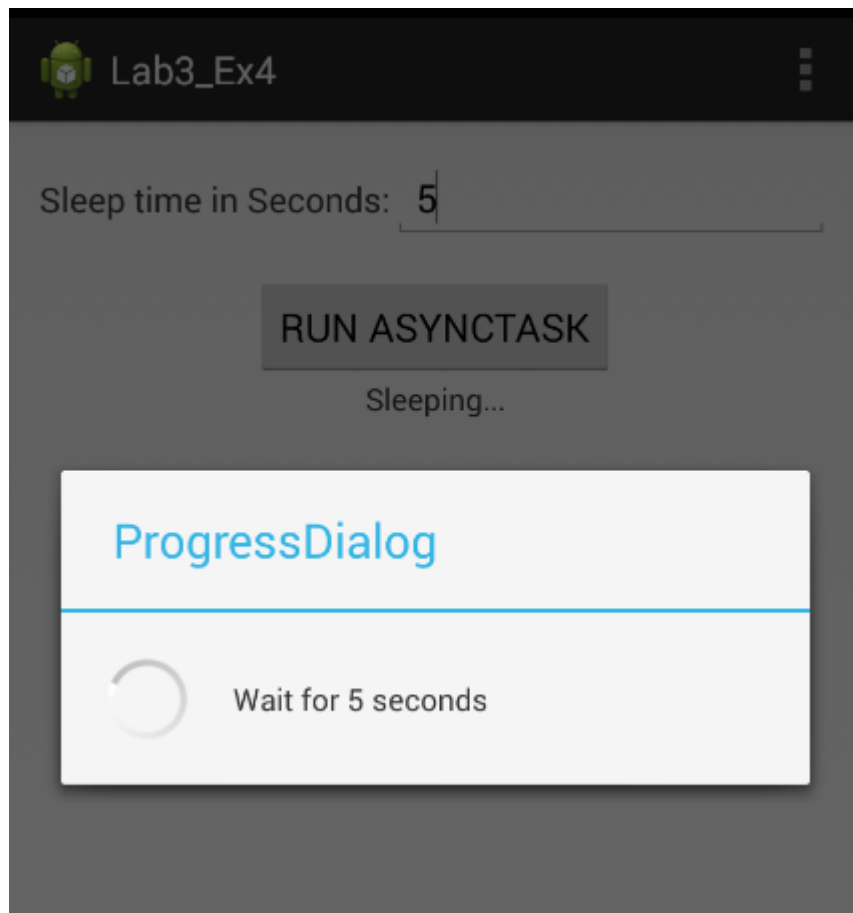 Lab3_Ex4
Sleep time in Seconds: 5
RUN ASYNCTASK
Sleeping...
ProgressDialog
Wait for 5 seconds